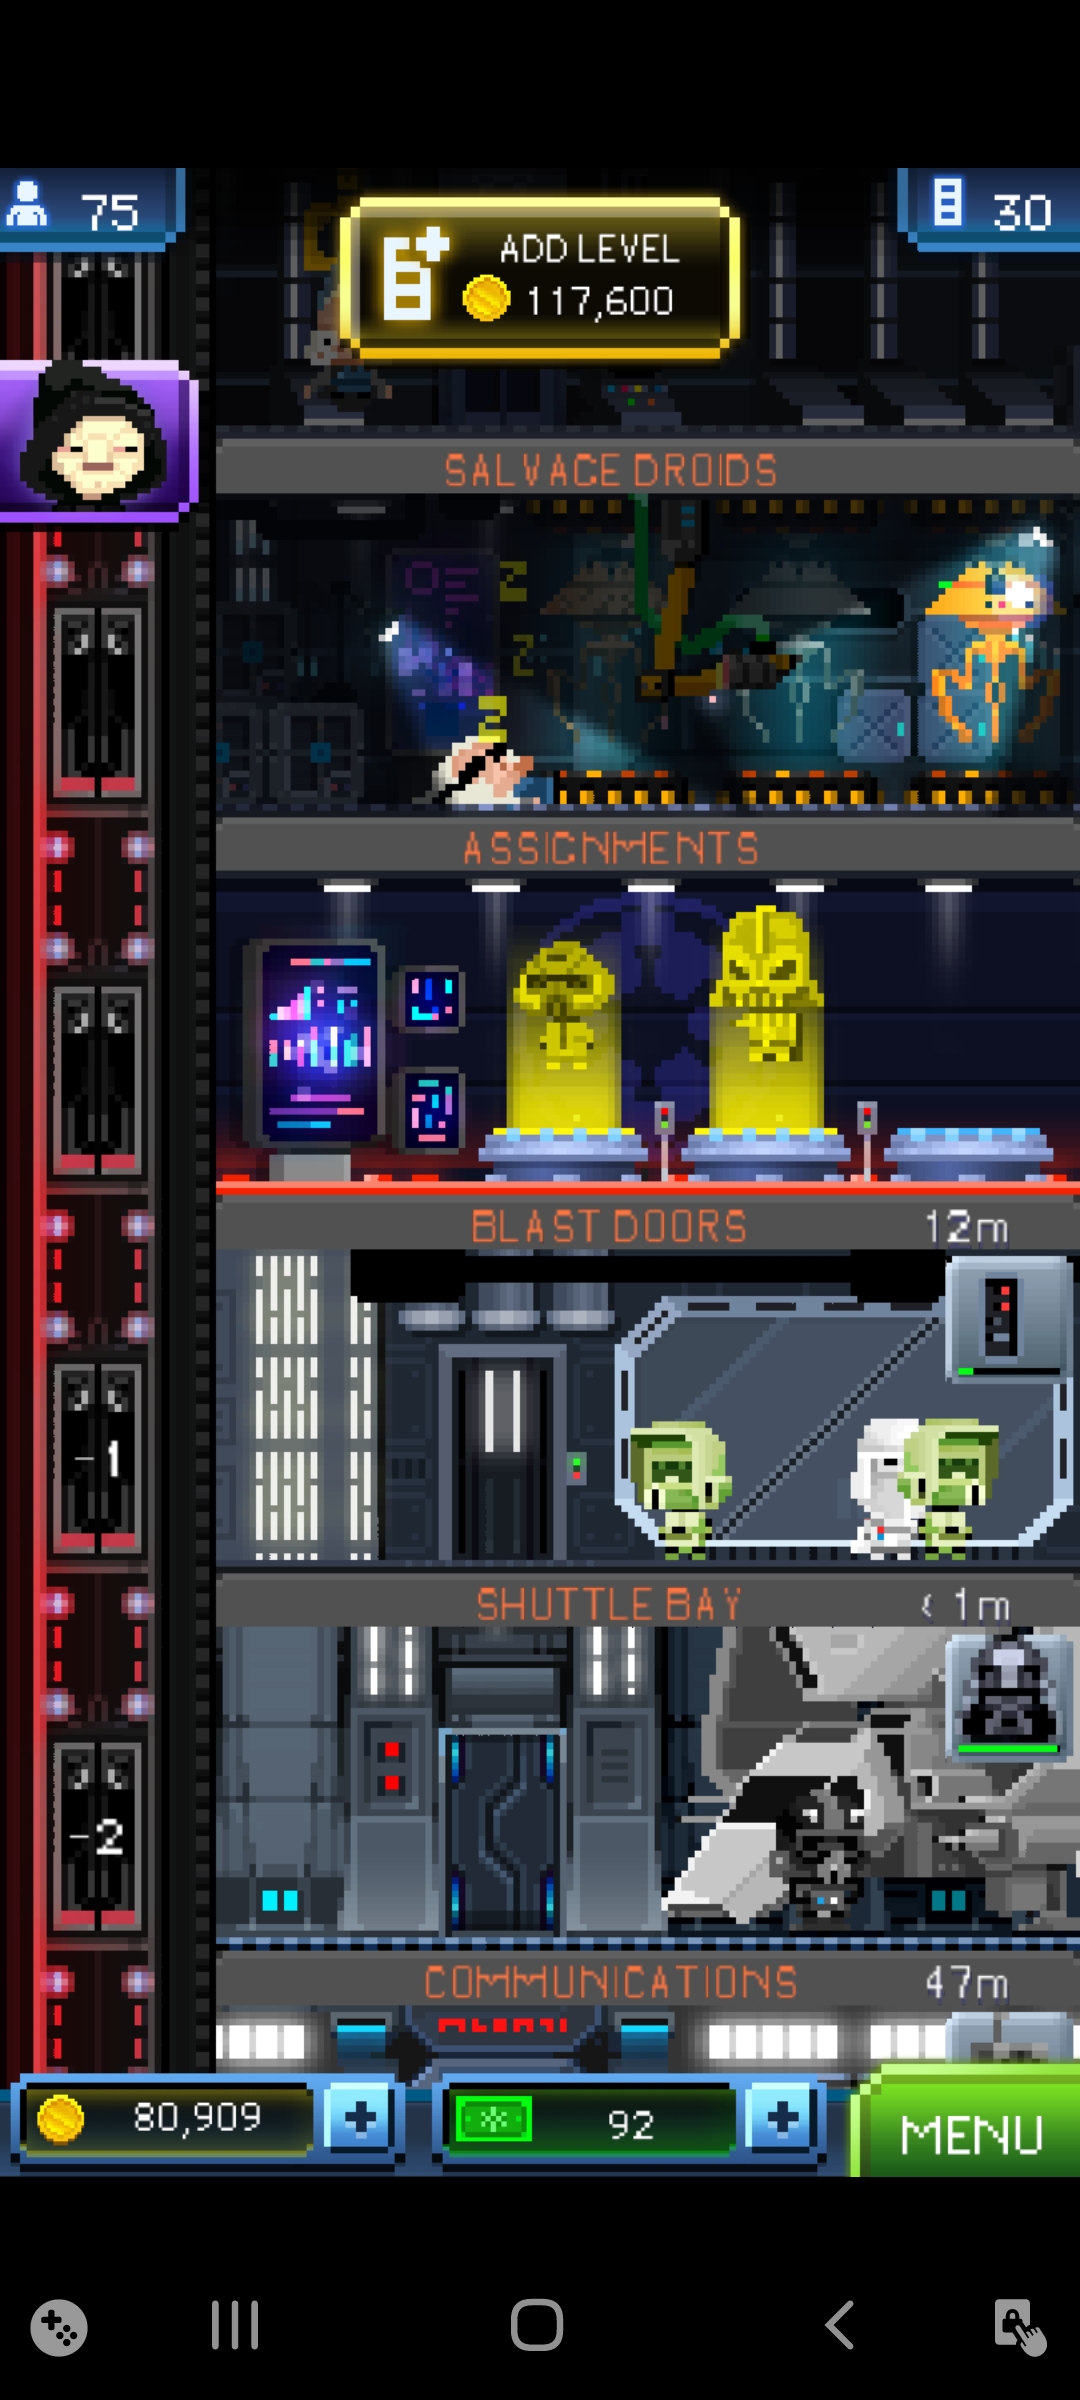 75
ADD LEVEL
117,600
30
SALVAGE DROIDS
Z
Z
Z
ASSIGNMENTS
BLAST DOORS 12m
-1
SHUTTLE BAY < 1m
-2
COMMUNICATIONS 47m
80,909
92
MENU